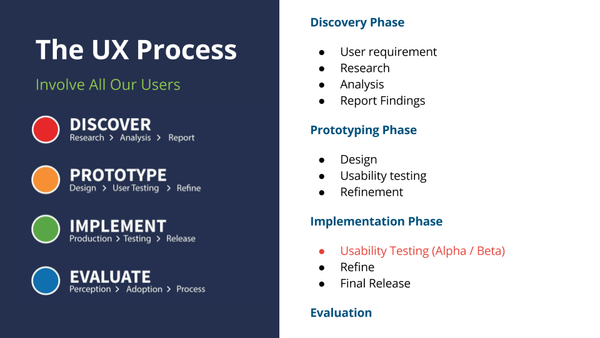 The UX Process
Involve All Our Users
DISCOVER
Research > Analysis > Report
PROTOTYPE
Design > User Testing > Refine
IMPLEMENT
Production > Testing > Release
EVALUATE
Perception > Adoption > Process
Discovery Phase
● User requirement
● Research
● Analysis
● Report Findings
Prototyping Phase
● Design
● Usability testing
● Refinement
Implementation Phase
● Usability Testing (Alpha / Beta)
● Refine
● Final Release
Evaluation